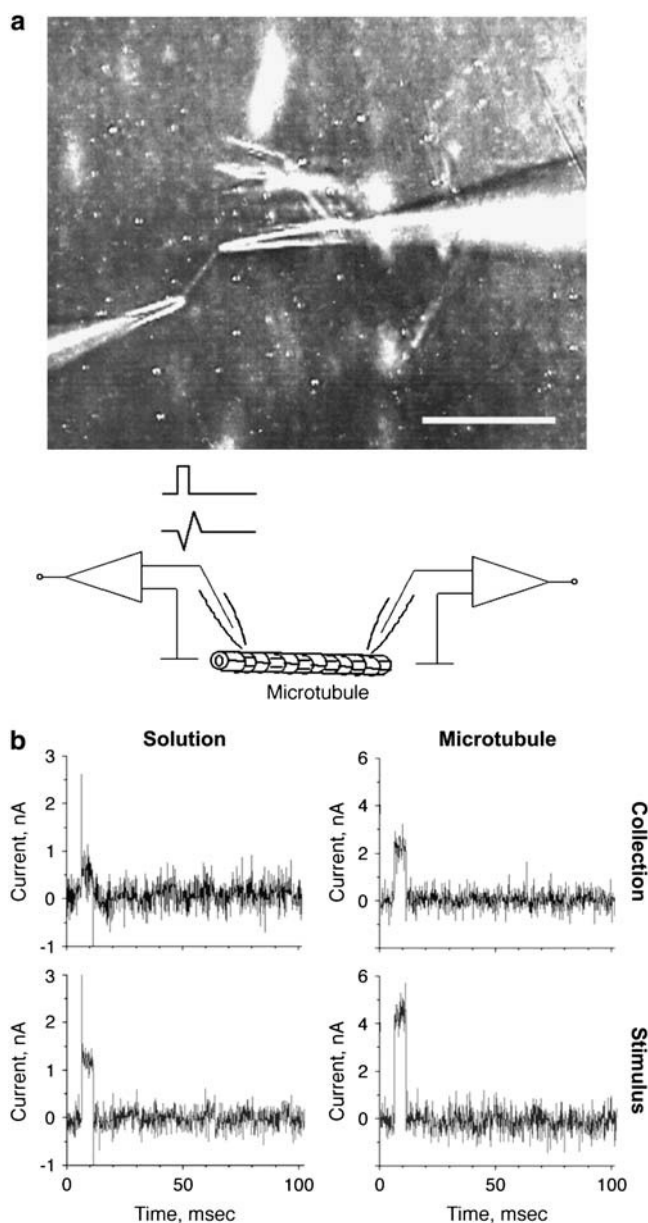 a
Microtubule
b
Solution Microtubule
3 6
2 4
1 2
0 0
-1
Current, nA Current, nA Collection
3 6
2 4
1 2
0 0
-1
Current, nA Current, nA Stimulus
0 50 100 0 50 100
Time, msec Time, msec